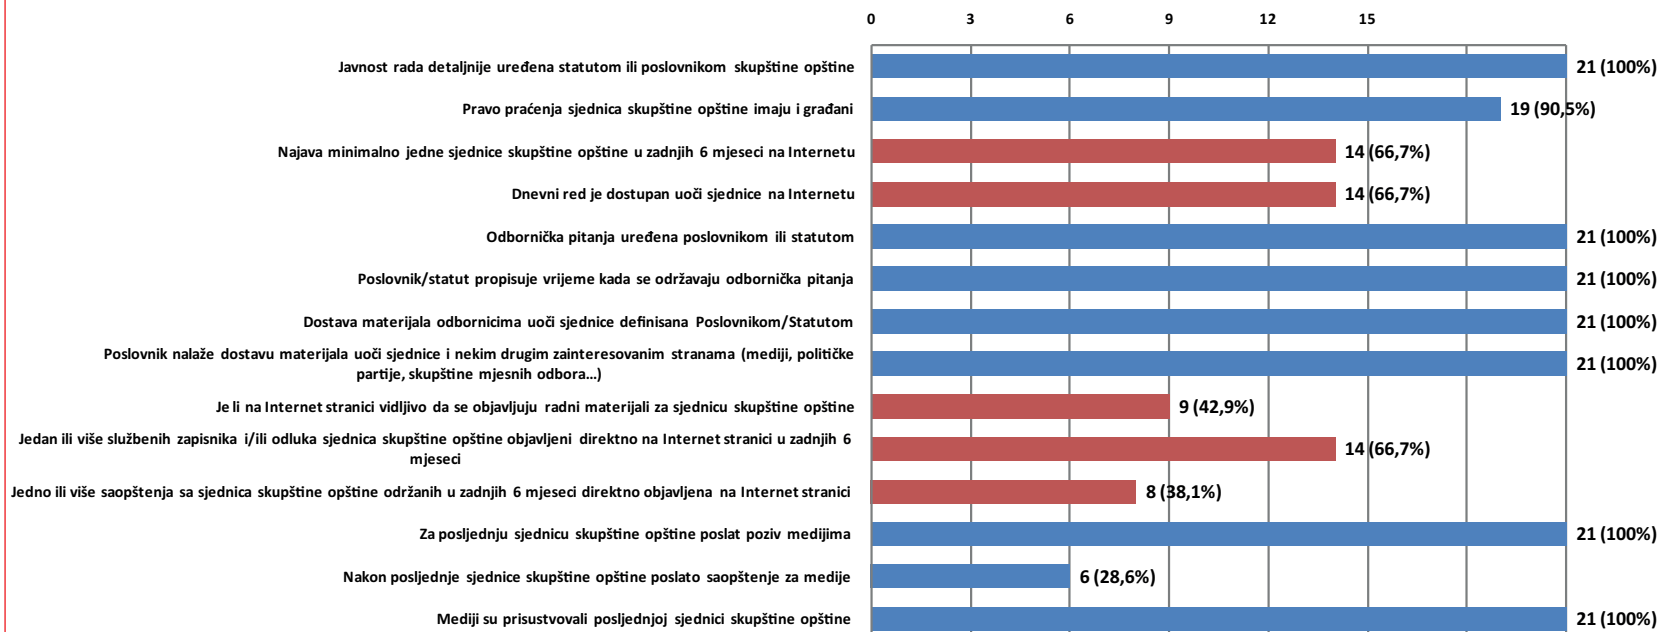 0 3 6 9 12 15
Javnost rada detaljnije uređena statutom ili poslovnikom skupštine opštine 21 (100%)
Pravo praćenja sjednica skupštine opštine imaju i građani 19 (90,5%)
Najava minimalno jedne sjednice skupštine opštine u zadnjih 6 mjeseci na Internetu 14 (66,7%)
Dnevni red je dostupan uoči sjednice na Internetu 14 (66,7%)
Odbornička pitanja uređena poslovnikom ili statutom 21 (100%)
Poslovnik/statut propisuje vrijeme kada se održavaju odbornička pitanja 21 (100%)
Dostava materijala odbornicima uoči sjednice definisana Poslovnikom/Statutom 21 (100%)
Poslovnik nalaže dostavu materijala uoči sjednice i nekim drugim zainteresovanim stranama (mediji, političke
partije, skupštine mjesnih odbora...) 21 (100%)
Je li na Internet stranici vidljivo da se objavljuju radni materijali za sjednicu skupštine opštine 9 (42,9%)
Jedan ili više službenih zapisnika i/ili odluka sjednica skupštine opštine objavljeni direktno na Internet stranici u zadnjih 6
mjeseci 14 (66,7%)
Jedno ili više saopštenja sa sjednica skupštine opštine održanih u zadnjih 6 mjeseci direktno objavljena na Internet stranici 8 (38,1%)
Za posljednju sjednicu skupštine opštine poslat poziv medijima 21 (100%)
Nakon posljednje sjednice skupštine opštine poslato saopštenje za medije 6 (28,6%)
Mediji su prisustvovali posljednjoj sjednici skupštine opštine 21 (100%)